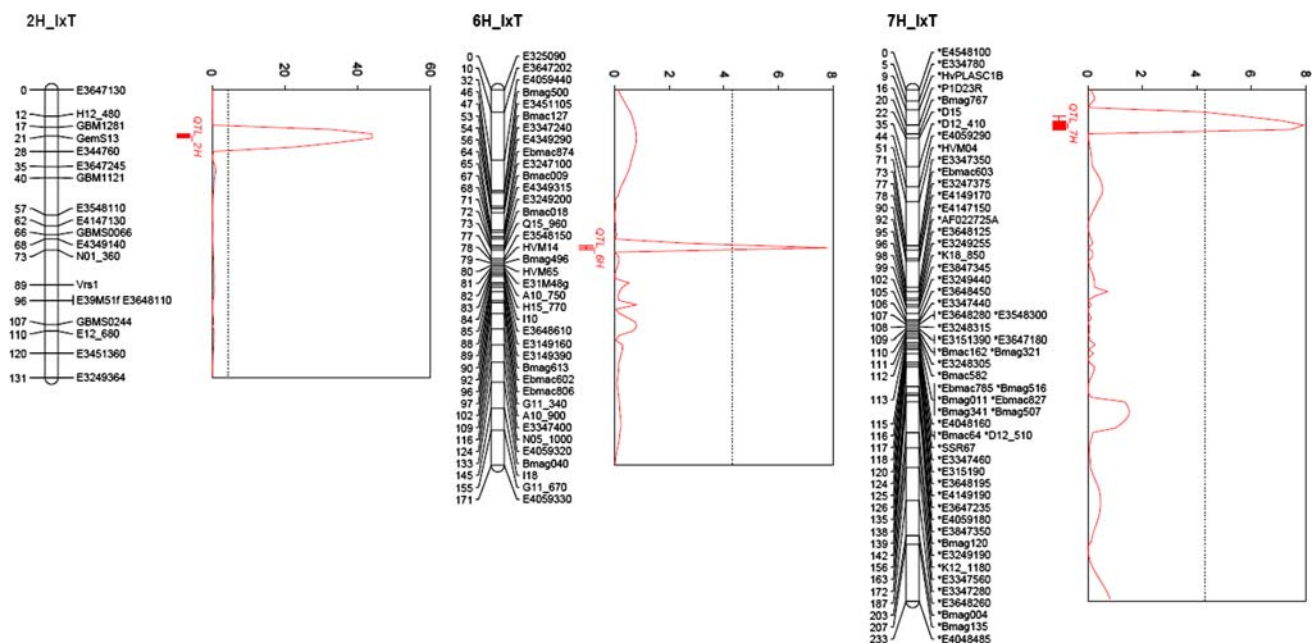 2H_IxT
0 E3647130
12 H12_480
17 GBM1281
21 GemS13
28 E344760
35 E3647245
40 GBM1121
57 E3548110
62 E4147130
66 GBMS0066
68 E4349140
73 N01_360
89 Vrs1
96 E39M51f E3648110
107 GBMS0244
110 E12_680
120 E3451360
131 E3249364
0 20 40 60
QTL_2H
6H_IxT
0 E325090
10 E3647202
32 E4059440
46 Bmag500
47 E3451105
53 Bmac127
54 E3347240
56 E4349290
64 Ebmac874
65 E3247100
67 Bmac009
E4349315
71 E3249200
72 Bmac018
73 Q15_960
77 E3548150
78 HVM14
79 Bmag496
80 HVM65
81 E31M48g
82 A10_750
83 H15_770
84 I10
85 E3648610
88 E3149160
89 E3149390
90 Bmag613
92 Ebmac602
96 Ebmac806
97 G11_340
102 A10_900
109 E3347400
116 N05_1000
124 E4059320
133 Bmag040
145 I18
155 G11_670
171 E4059330
0 2 4 6 8
QTL_6H
7H_IxT
0 *E4548100
5 *E334780
9 *HvPLASC1B
16 *P1D23R
20 *Bmag767
22 *D15
35 *D12_410
44 *E4059290
51 *HVM04
71 *E3347350
73 *Ebmac603
77 *E3247375
78 *E4149170
90 *E4147150
92 *AF022725A
95 *E3648125
96 *E3249255
98 *K18_850
99 *E3847345
102 *E3249440
105 *E3648450
106 *E3347440
107 *E3648280 *E3548300
108 *E3248315
109 *E3151390 *E3647180
110 *Bmac162 *Bmag321
111 *E3248305
112 *Bmac582
*Ebmac785 *Bmag516
113 *Bmag011 *Ebmac827
*Bmag341 *Bmag507
115 *E4048160
116 *Bmac64 *D12_510
117 *SSR67
118 *E3347460
120 *E315190
124 *E3648195
125 *E4149190
126 *E3647235
135 *E4059180
138 *E3847350
139 *Bmag120
142 *E3249190
156 *K12_1180
163 *E3347560
172 *E3347280
187 *E3648260
203 *Bmag004
207 *Bmag135
233 *E4048485
0 2 4 6 8
QTL_7H